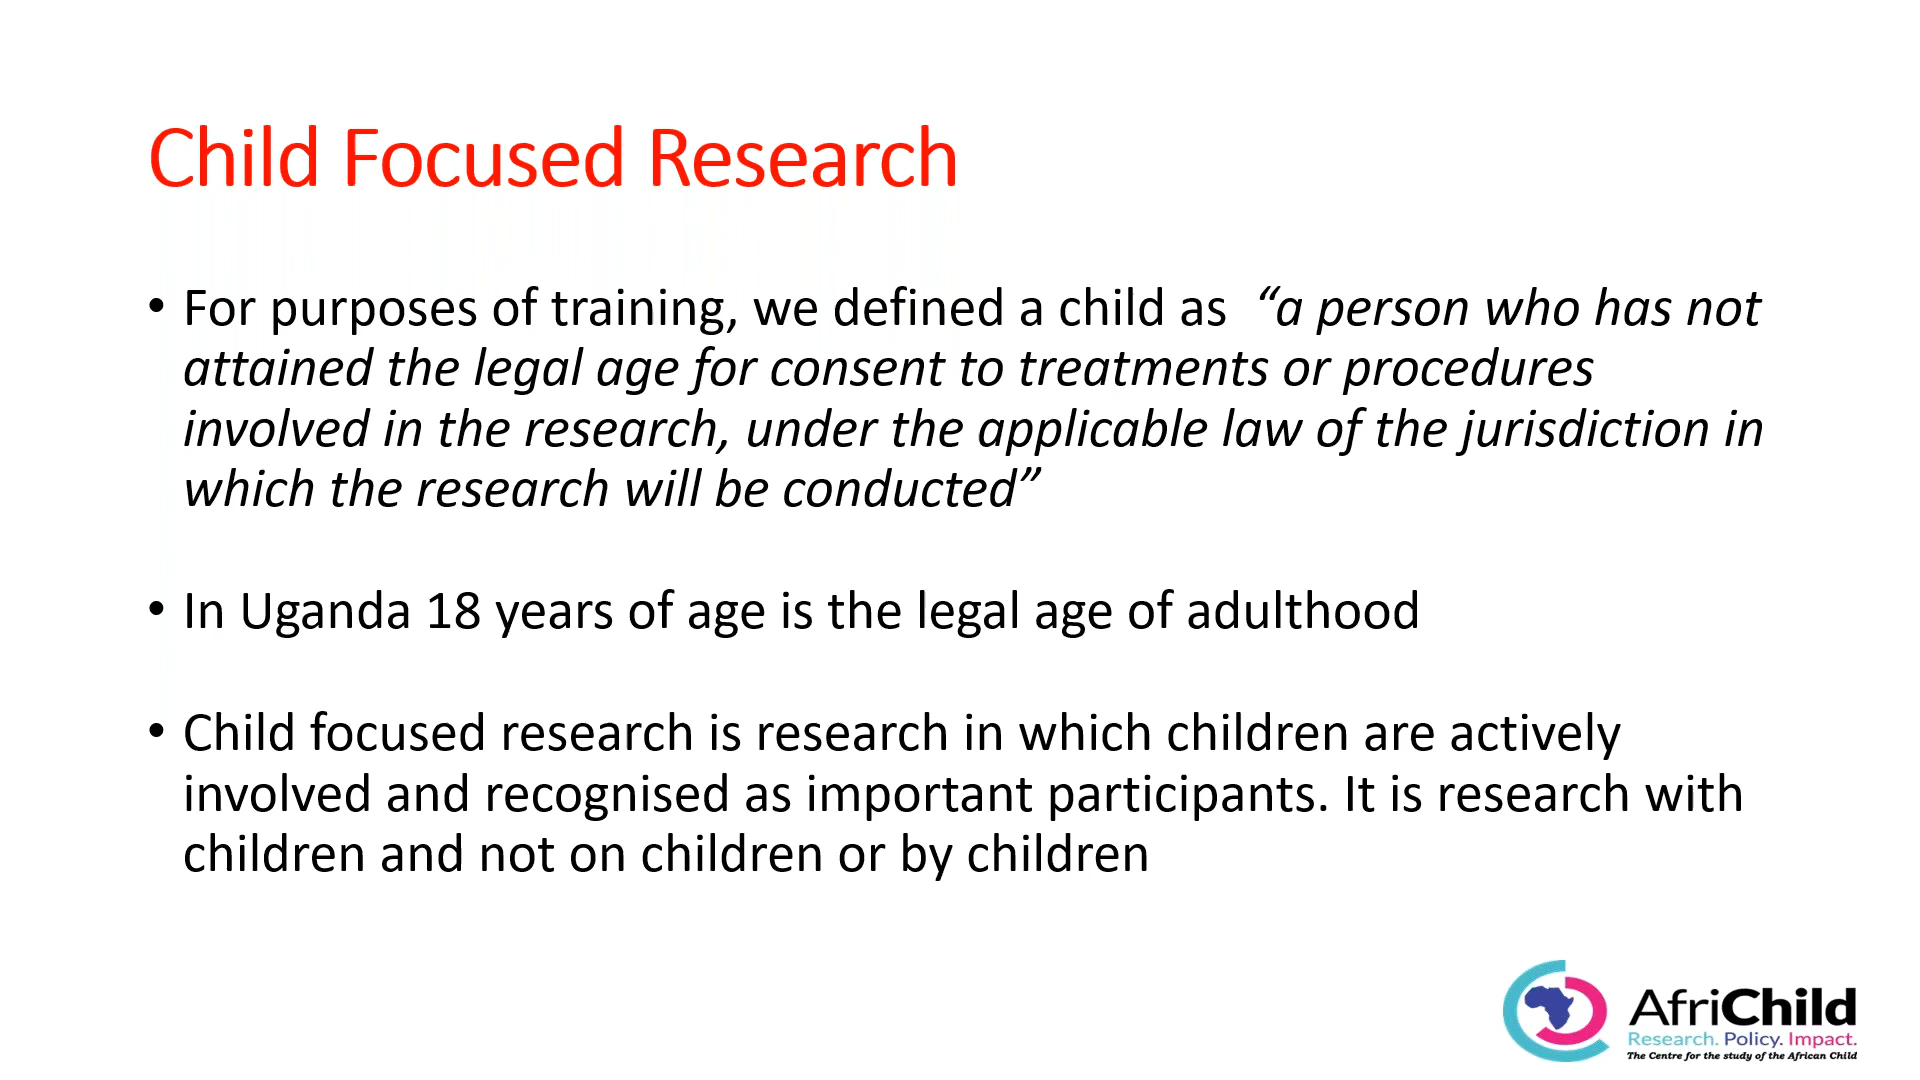 Child Focused Research
• For purposes of training, we defined a child as “a person who has not
attained the legal age for consent to treatments or procedures
involved in the research, under the applicable law of the jurisdiction in
which the research will be conducted”
• In Uganda 18 years of age is the legal age of adulthood
• Child focused research is research in which children are actively
involved and recognised as important participants. It is research with
children and not on children or by children
AfriChild
Research. Policy. Impact.
The Centre for the study of the African Child